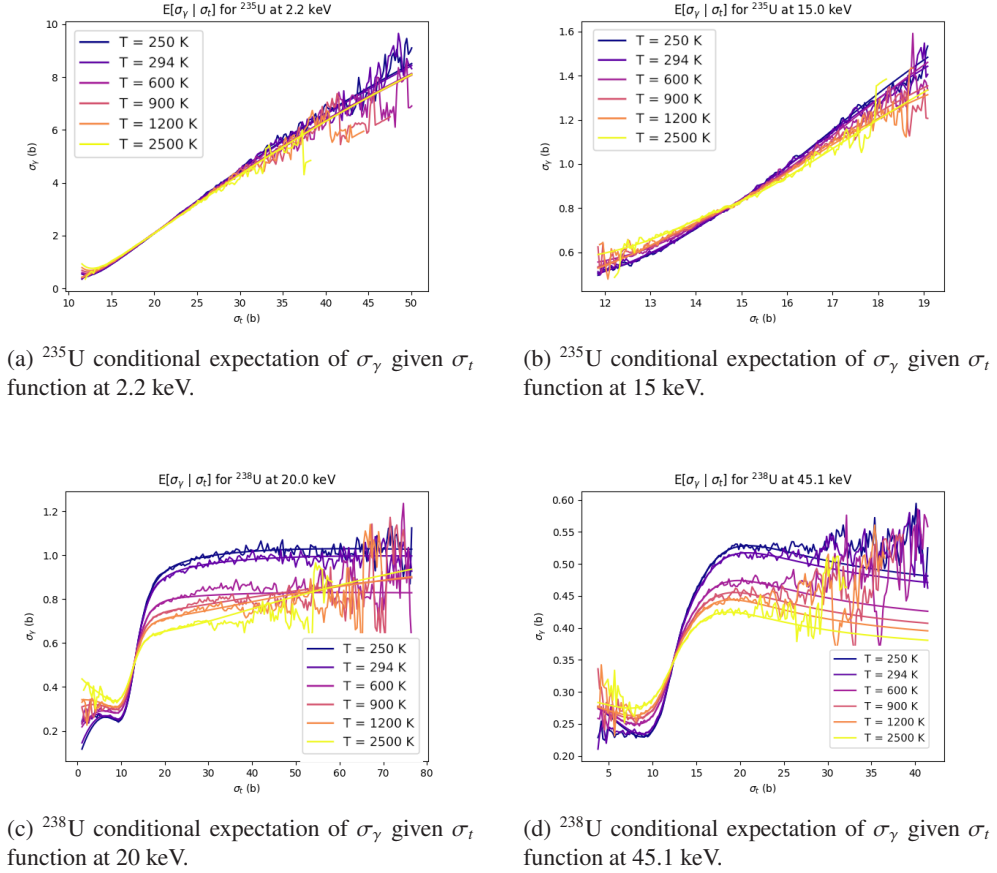 E[σγ | σt] for ²³⁵U at 2.2 keV
10
8
6
4
2
0
σγ (b)
T = 250 K
T = 294 K
T = 600 K
T = 900 K
T = 1200 K
T = 2500 K
10 15 20 25 30 35 40 45 50
σt (b)
(a) ²³⁵U conditional expectation of σγ given σt
function at 2.2 keV.
E[σγ | σt] for ²³⁵U at 15.0 keV
1.6
1.4
1.2
1.0
0.8
0.6
σγ (b)
T = 250 K
T = 294 K
T = 600 K
T = 900 K
T = 1200 K
T = 2500 K
12 13 14 15 16 17 18 19
σt (b)
(b) ²³⁵U conditional expectation of σγ given σt
function at 15 keV.
E[σγ | σt] for ²³⁸U at 20.0 keV
1.2
1.0
0.8
0.6
0.4
0.2
σγ (b)
T = 250 K
T = 294 K
T = 600 K
T = 900 K
T = 1200 K
T = 2500 K
0 10 20 30 40 50 60 70 80
σt (b)
(c) ²³⁸U conditional expectation of σγ given σt
function at 20 keV.
E[σγ | σt] for ²³⁸U at 45.1 keV
0.60
0.55
0.50
0.45
0.40
0.35
0.30
0.25
0.20
σγ (b)
T = 250 K
T = 294 K
T = 600 K
T = 900 K
T = 1200 K
T = 2500 K
5 10 15 20 25 30 35 40
σt (b)
(d) ²³⁸U conditional expectation of σγ given σt
function at 45.1 keV.